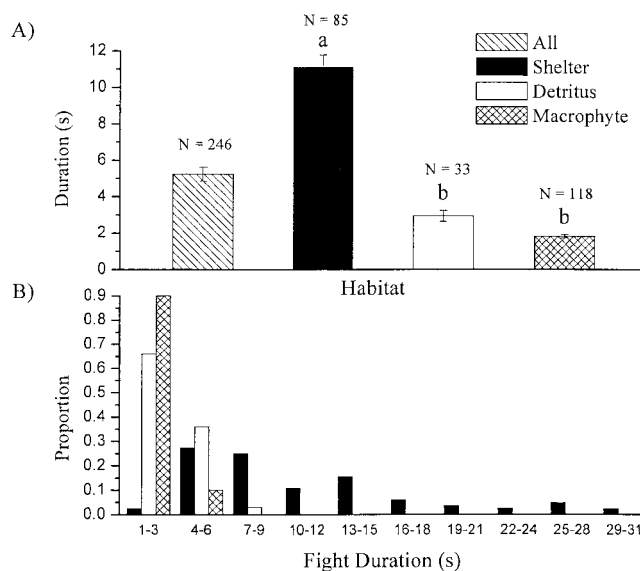 A)
N = 85
a
All
Shelter
Detritus
Macrophyte
N = 246
N = 33
b
N = 118
b
12
10
8
6
4
2
0
Duration (s)
Habitat
B)
0.9
0.8
0.7
0.6
0.5
0.4
0.3
0.2
0.1
0.0
Proportion
1-3 4-6 7-9 10-12 13-15 16-18 19-21 22-24 25-28 29-31
Fight Duration (s)